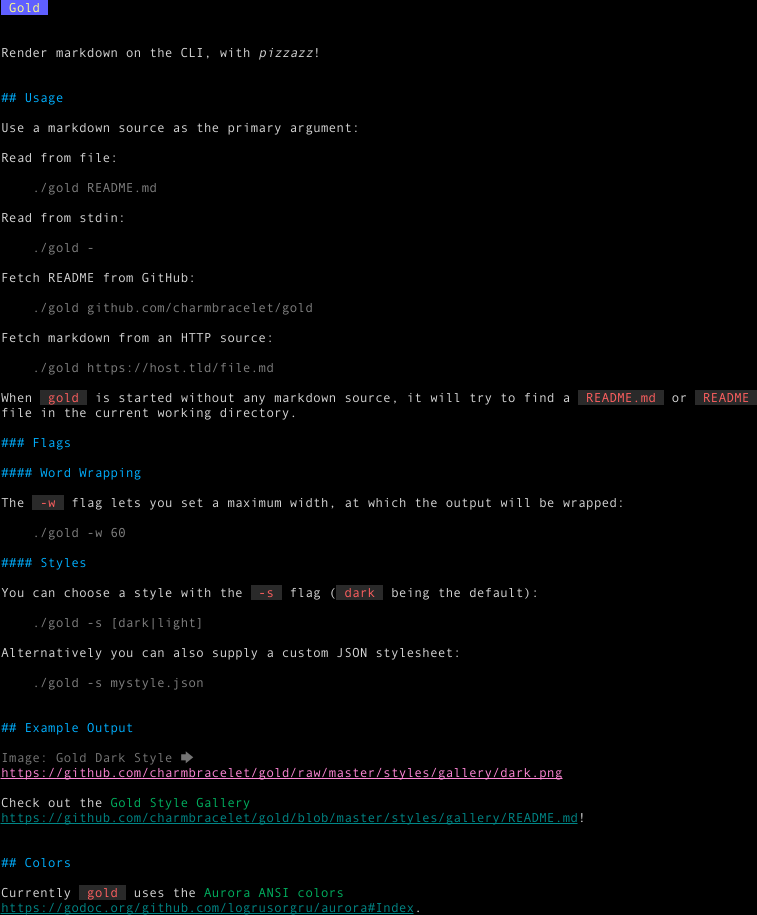 Gold
Render markdown on the CLI, with pizzazz!
## Usage
Use a markdown source as the primary argument:
Read from file:
./gold README.md
Read from stdin:
./gold -
Fetch README from GitHub:
./gold github.com/charmbracelet/gold
Fetch markdown from an HTTP source:
./gold https://host.tld/file.md
When gold is started without any markdown source, it will try to find a README.md or README
file in the current working directory.
### Flags
#### Word Wrapping
The -w flag lets you set a maximum width, at which the output will be wrapped:
./gold -w 60
#### Styles
You can choose a style with the -s flag ( dark being the default):
./gold -s [dark|light]
Alternatively you can also supply a custom JSON stylesheet:
./gold -s mystyle.json
## Example Output
Image: Gold Dark Style 🡆
https://github.com/charmbracelet/gold/raw/master/styles/gallery/dark.png
Check out the Gold Style Gallery
https://github.com/charmbracelet/gold/blob/master/styles/gallery/README.md!
## Colors
Currently gold uses the Aurora ANSI colors
https://godoc.org/github.com/logrusorgru/aurora#Index.